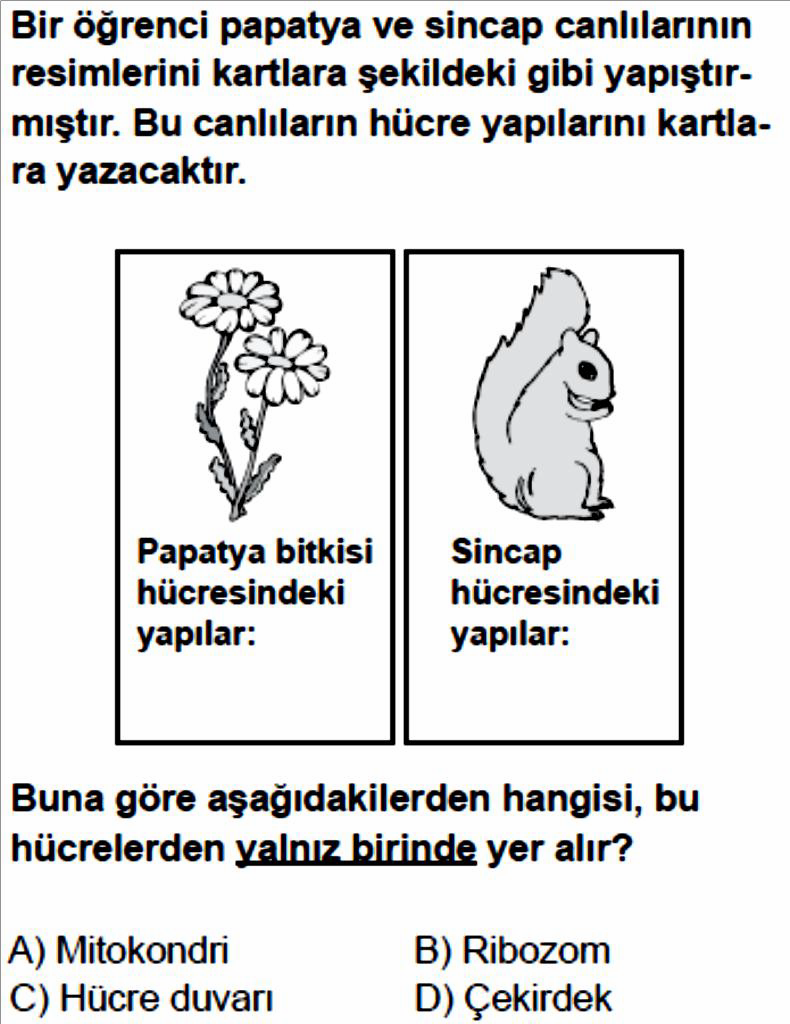 Bir öğrenci papatya ve sincap canlılarının
resimlerini kartlara şekildeki gibi yapıştır-
mıştır. Bu canlıların hücre yapılarını kartla-
ra yazacaktır.
Papatya bitkisi
hücresindeki
yapılar:
Sincap
hücresindeki
yapılar:
Buna göre aşağıdakilerden hangisi, bu
hücrelerden yalnız birinde yer alır?
A) Mitokondri
B) Ribozom
C) Hücre duvarı
D) Çekirdek